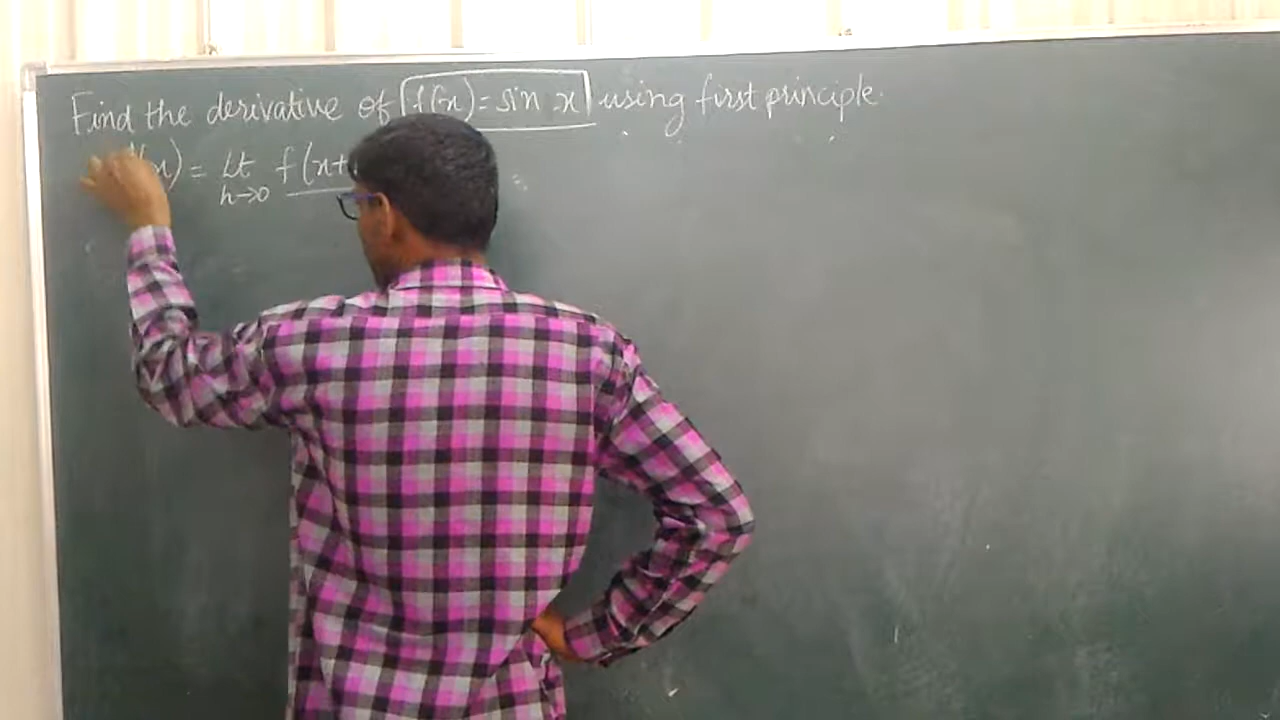 Find the derivative of f(x) = sin x using first principle.
(x) = Lt f(x+
h→0